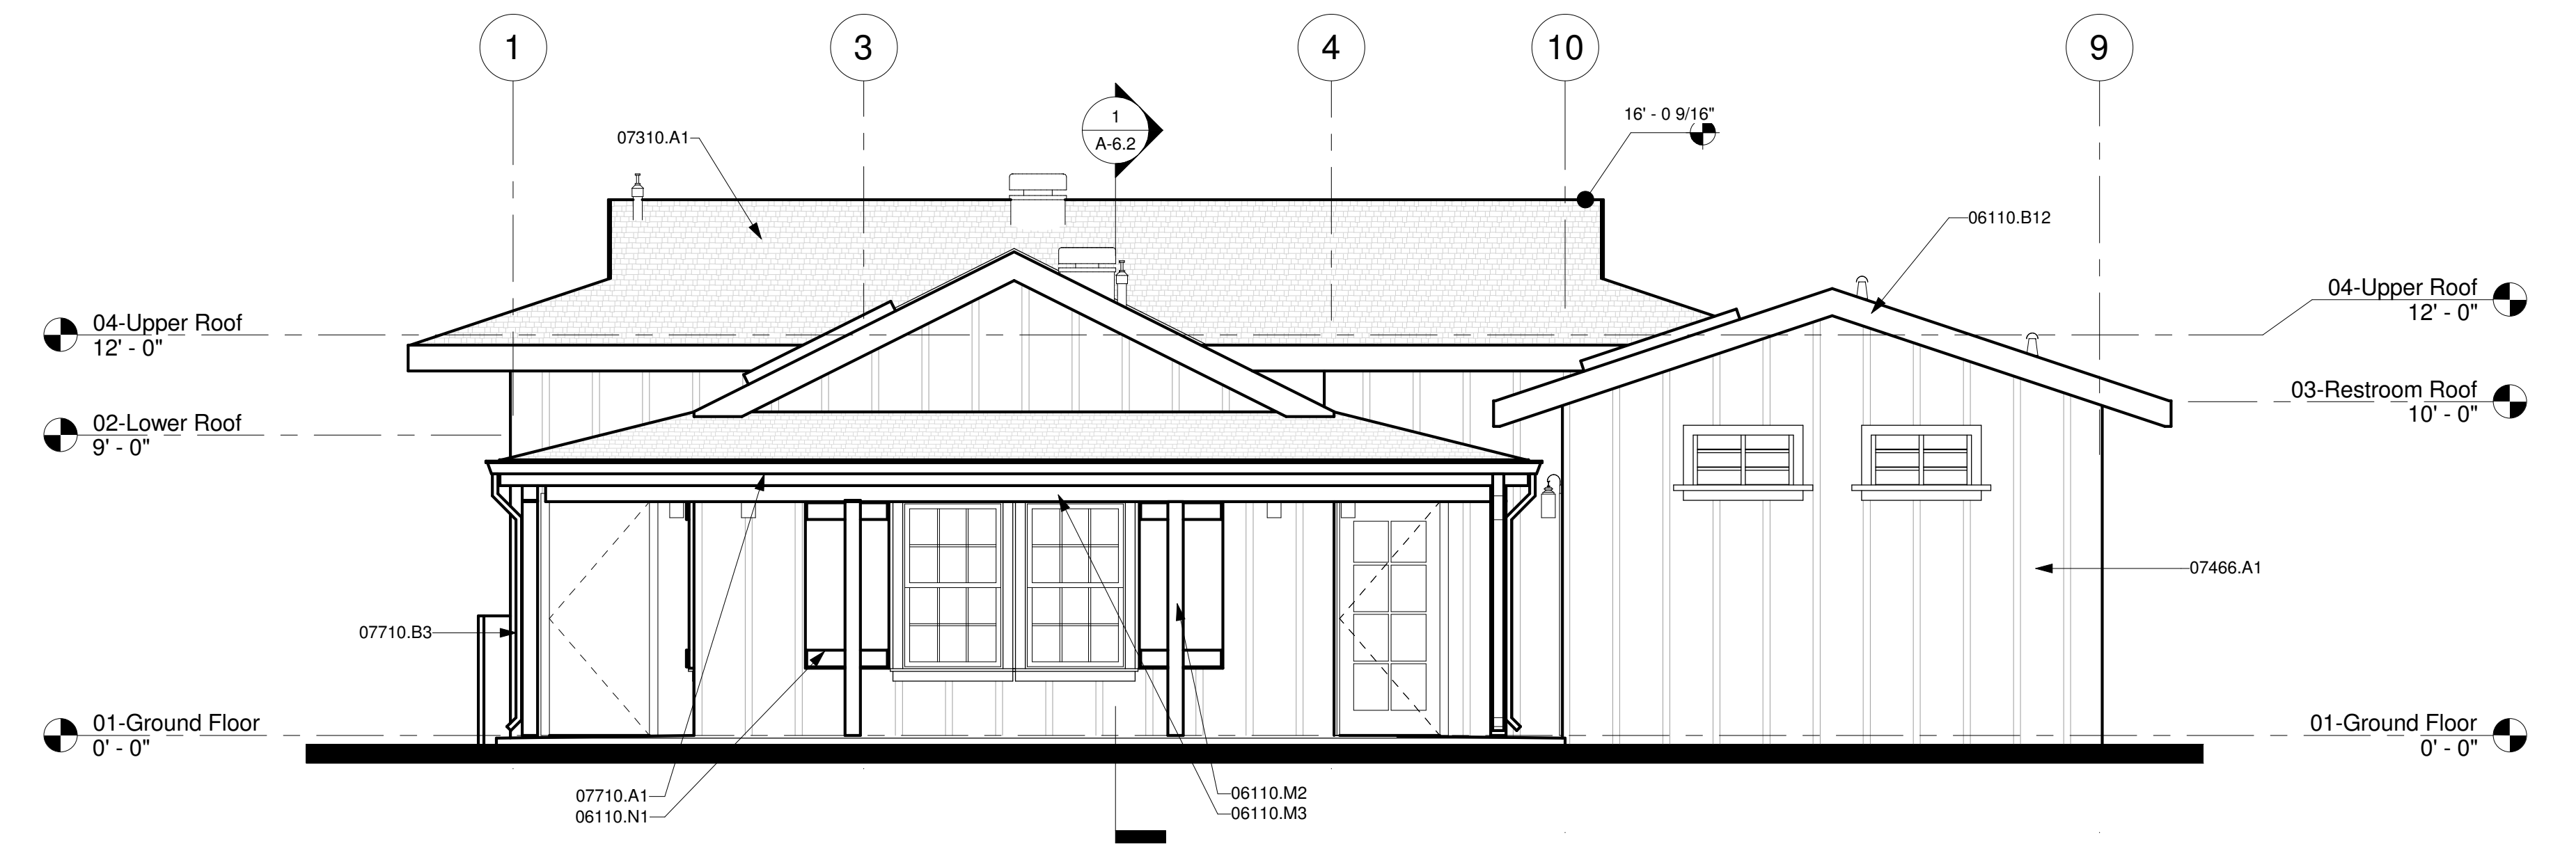 1
3
4
10
9
1
A-6.2
16' - 0 9/16"
07310.A1
06110.B12
04-Upper Roof
12' - 0"
04-Upper Roof
12' - 0"
03-Restroom Roof
10' - 0"
02-Lower Roof
9' - 0"
07466.A1
07710.B3
01-Ground Floor
0' - 0"
01-Ground Floor
0' - 0"
07710.A1
06110.N1
06110.M2
06110.M3